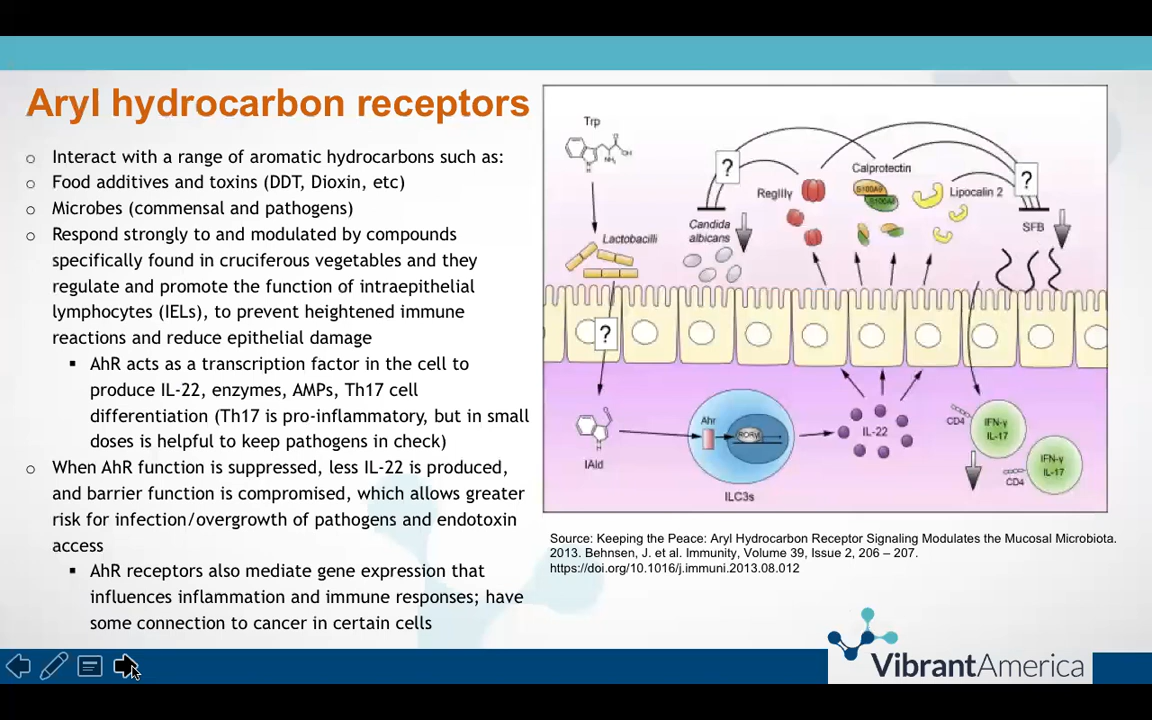 Aryl hydrocarbon receptors
Interact with a range of aromatic hydrocarbons such as:
Food additives and toxins (DDT, Dioxin, etc)
Microbes (commensal and pathogens)
Respond strongly to and modulated by compounds
specifically found in cruciferous vegetables and they
regulate and promote the function of intraepithelial
lymphocytes (IELs), to prevent heightened immune
reactions and reduce epithelial damage
AhR acts as a transcription factor in the cell to
produce IL-22, enzymes, AMPs, Th17 cell
differentiation (Th17 is pro-inflammatory, but in small
doses is helpful to keep pathogens in check)
When AhR function is suppressed, less IL-22 is produced,
and barrier function is compromised, which allows greater
risk for infection/overgrowth of pathogens and endotoxin
access
AhR receptors also mediate gene expression that
influences inflammation and immune responses; have
some connection to cancer in certain cells
Trp
O
OH
NH₂
N
H
Lactobacilli
?
Candida
albicans
RegIIIγ
Calprotectin
S100A9
S100A8
Lipocalin 2
?
SFB
?
O
N
H
IAld
Ahr
RORγt
ILC3s
IL-22
CD4
IFN-γ
IL-17
CD4
IFN-γ
IL-17
Source: Keeping the Peace: Aryl Hydrocarbon Receptor Signaling Modulates the Mucosal Microbiota.
2013. Behnsen, J. et al. Immunity, Volume 39, Issue 2, 206 – 207.
https://doi.org/10.1016/j.immuni.2013.08.012
VibrantAmerica